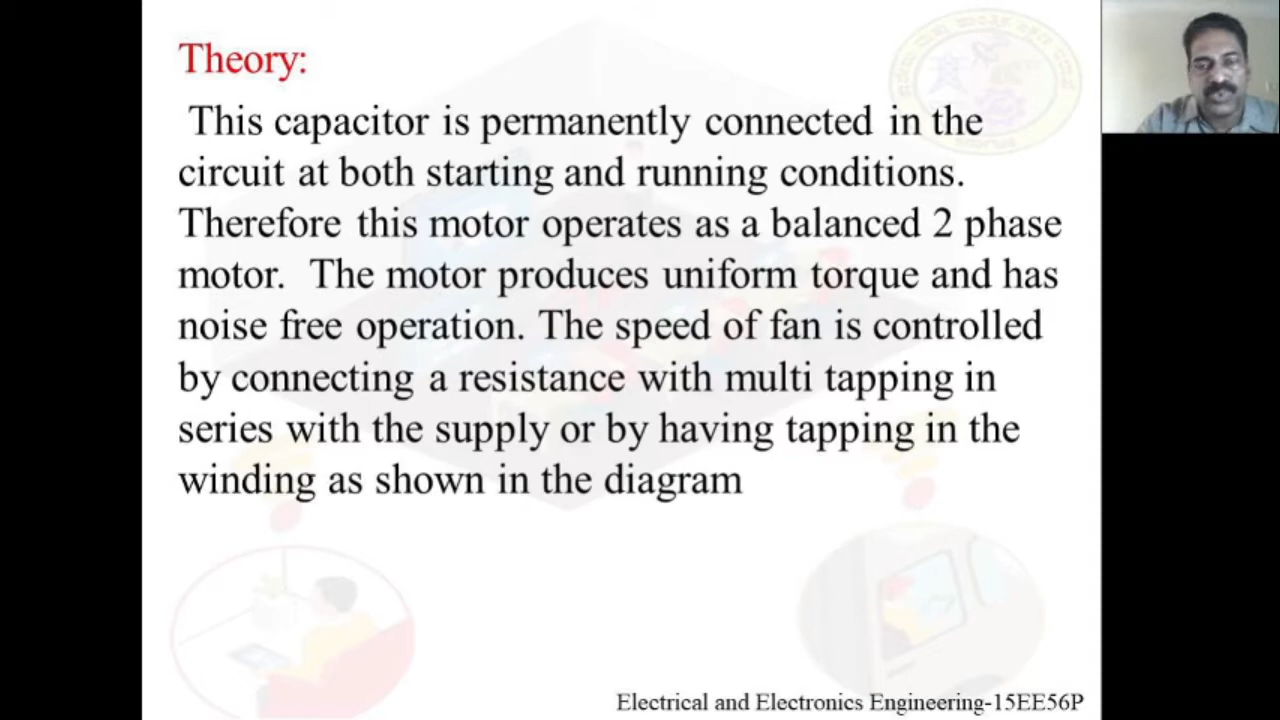 Theory:
This capacitor is permanently connected in the
circuit at both starting and running conditions.
Therefore this motor operates as a balanced 2 phase
motor.  The motor produces uniform torque and has
noise free operation. The speed of fan is controlled
by connecting a resistance with multi tapping in
series with the supply or by having tapping in the
winding as shown in the diagram
Electrical and Electronics Engineering-15EE56P